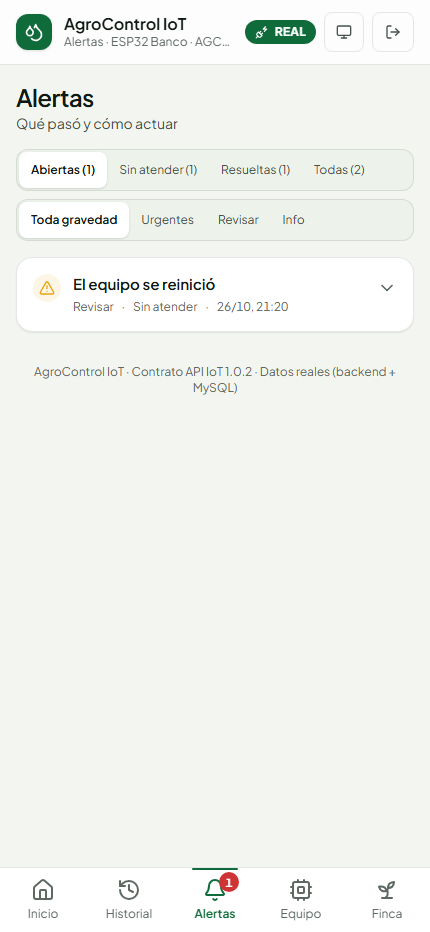 AgroControl IoT
Alertas · ESP32 Banco · AGC...
REAL
Alertas
Qué pasó y cómo actuar
Abiertas (1) Sin atender (1) Resueltas (1) Todas (2)
Toda gravedad Urgentes Revisar Info
El equipo se reinició
Revisar · Sin atender · 26/10, 21:20
AgroControl IoT · Contrato API IoT 1.0.2 · Datos reales (backend +
MySQL)
1
Inicio Historial Alertas Equipo Finca